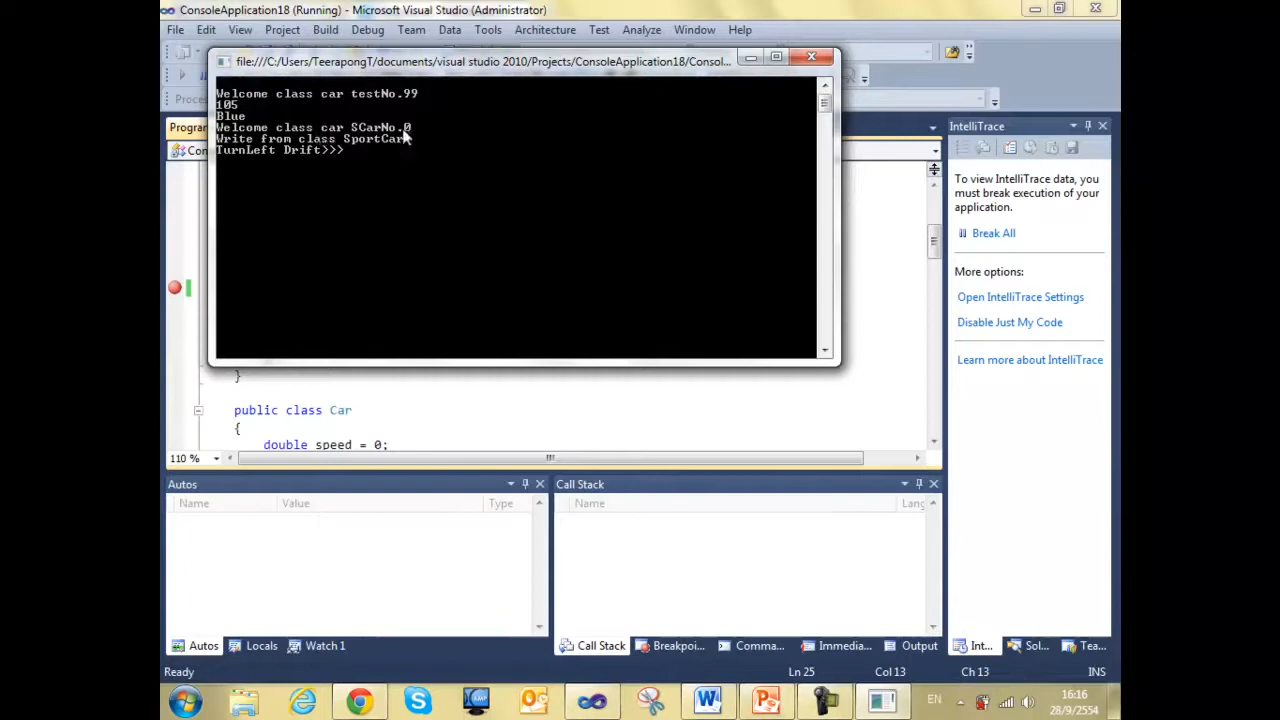 ConsoleApplication18 (Running) - Microsoft Visual Studio (Administrator)
File Edit View Project Build Debug Team Data Tools Architecture Test Analyze Window Help
file:///C:/Users/TeerapongT/documents/visual studio 2010/Projects/ConsoleApplication18/Consol...
Proces
Welcome class car testNo.99
105
Blue
Welcome class car SCarNo.0
Write from class SportCar
TurnLeft Drift>>>
Progran
Con
IntelliTrace
To view IntelliTrace data, you
must break execution of your
application.
Break All
More options:
Open IntelliTrace Settings
Disable Just My Code
Learn more about IntelliTrace
}
public class Car
{
double speed = 0;
110 %
Autos
Name Value Type
Call Stack
Name Lang
Autos Locals Watch 1
Call Stack Breakpoi... Comma... Immedia... Output
Int... Sol... Tea...
Ready Ln 25 Col 13 Ch 13 INS
EN
16:16
28/9/2554